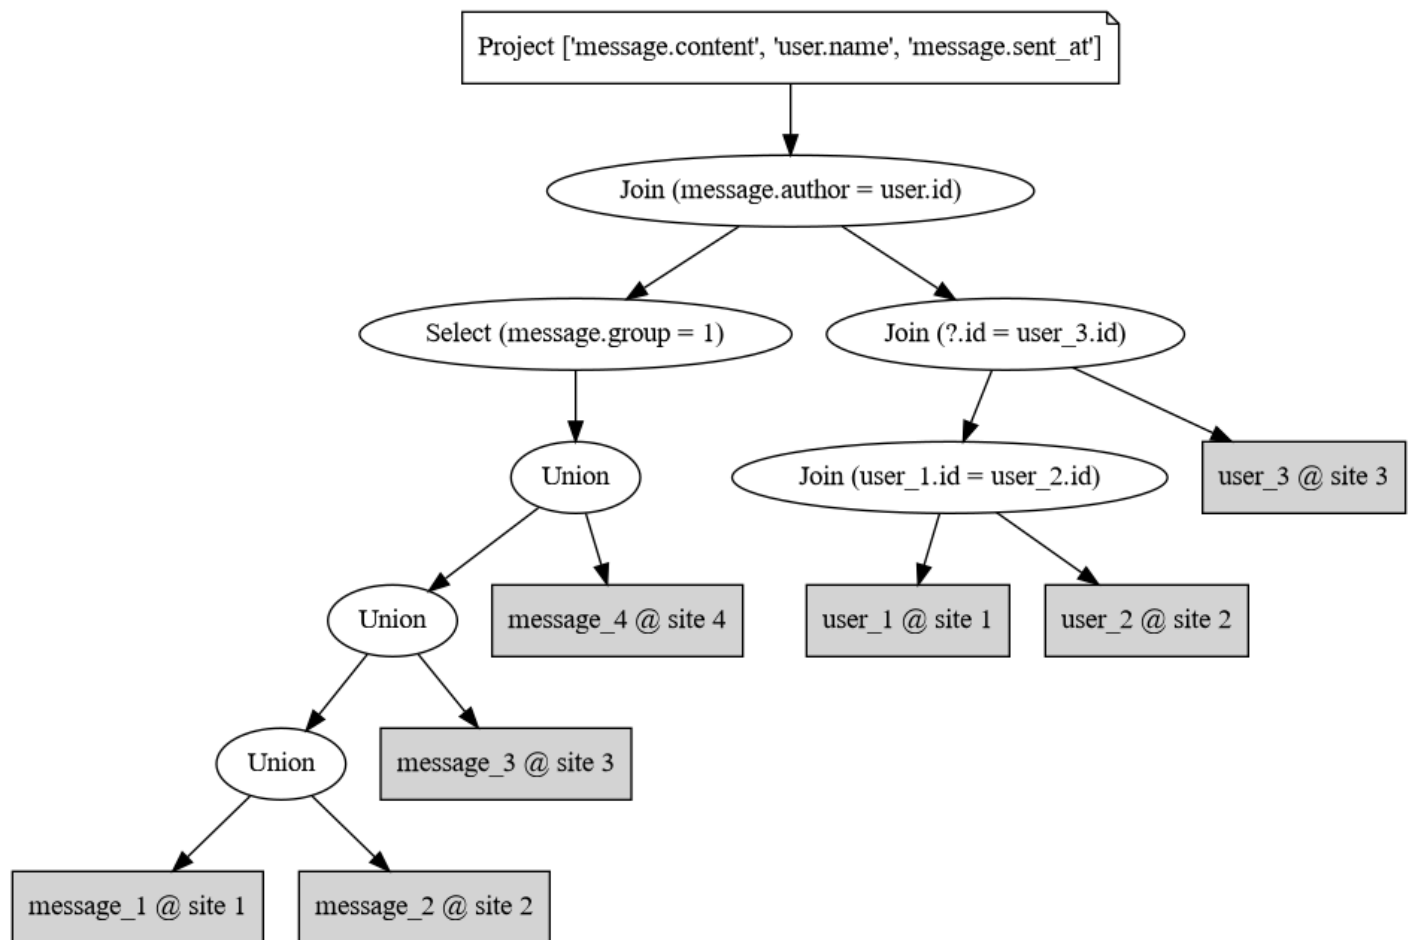 Project ['message.content', 'user.name', 'message.sent_at']
Join (message.author = user.id)
Select (message.group = 1)
Join (?.id = user_3.id)
Union
Join (user_1.id = user_2.id)
user_3 @ site 3
Union
message_4 @ site 4
user_1 @ site 1
user_2 @ site 2
Union
message_3 @ site 3
message_1 @ site 1
message_2 @ site 2